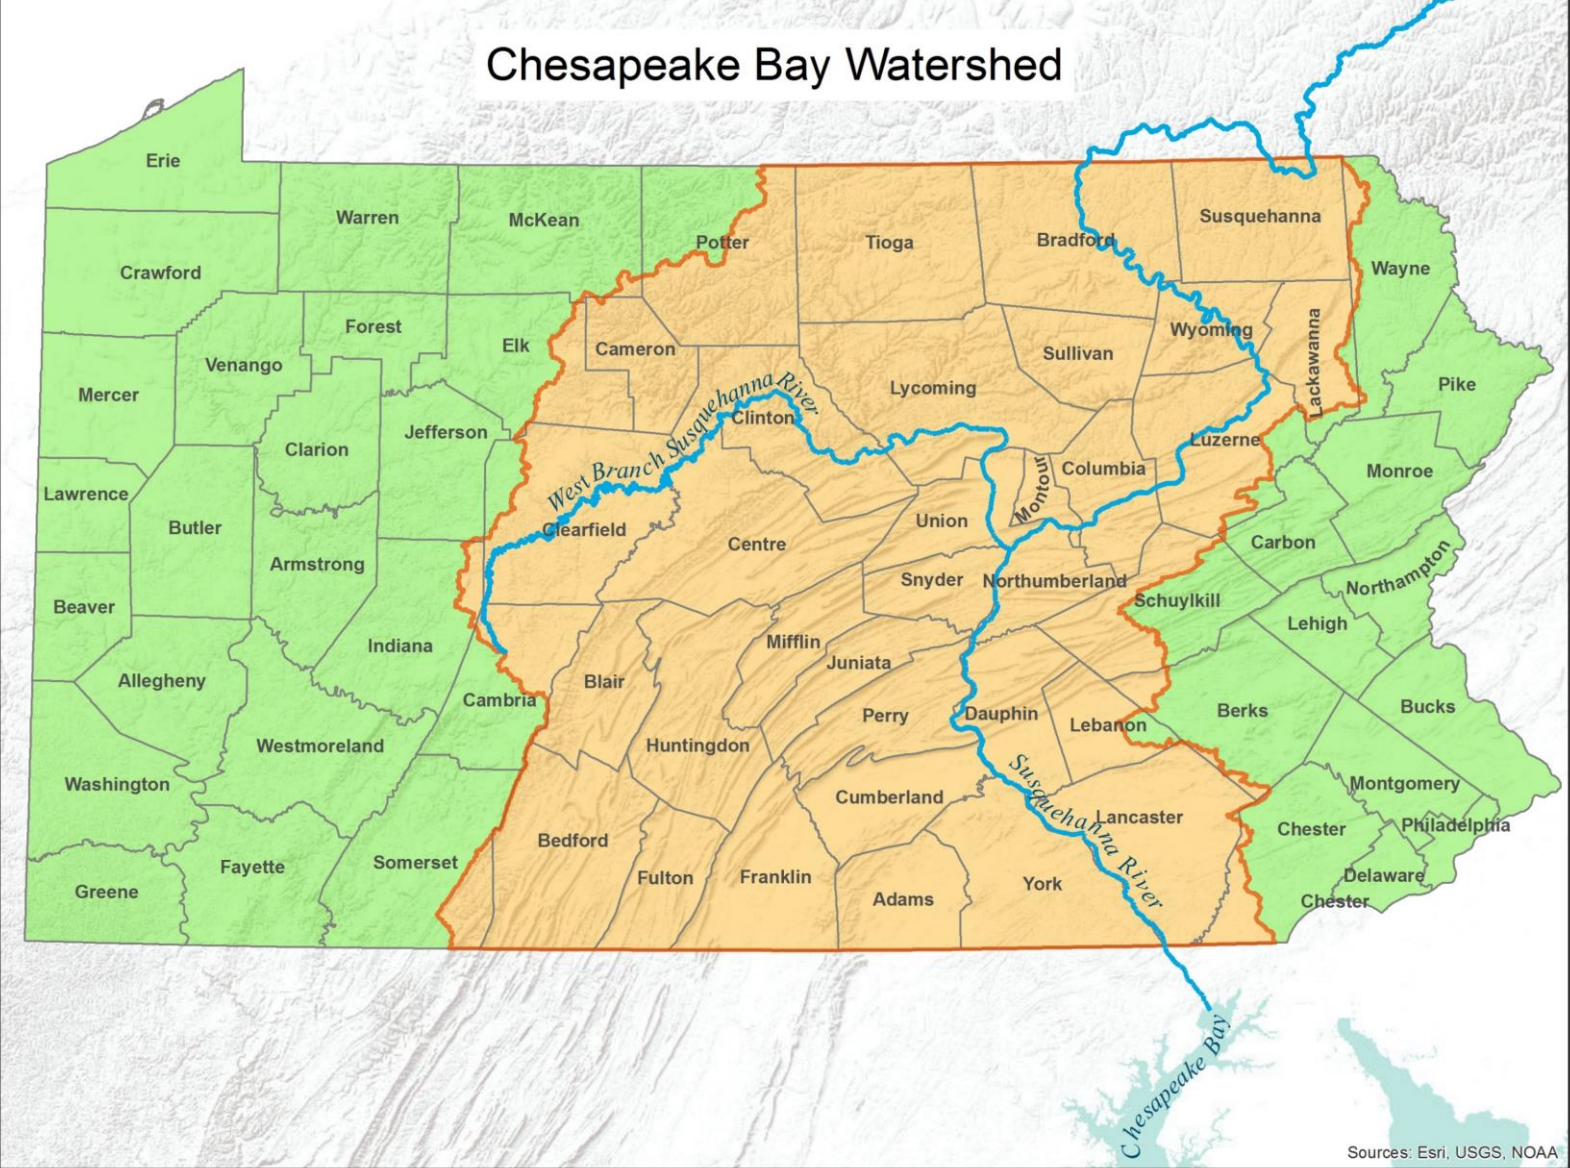 Chesapeake Bay Watershed
Erie
Warren
McKean
Potter
Tioga
Bradford
Susquehanna
Wayne
Crawford
Forest
Elk
Cameron
Sullivan
Wyoming
Lackawanna
Venango
Mercer
Lycoming
Pike
Clarion
Jefferson
West Branch Susquehanna River
Clinton
Luzerne
Lawrence
Butler
Clearfield
Centre
Union
Montour
Columbia
Monroe
Armstrong
Carbon
Northampton
Beaver
Snyder
Northumberland
Schuylkill
Lehigh
Indiana
Mifflin
Juniata
Allegheny
Blair
Cambria
Perry
Dauphin
Lebanon
Berks
Bucks
Westmoreland
Huntingdon
Washington
Cumberland
Susquehanna River
Lancaster
Montgomery
Chester
Philadelphia
Bedford
Somerset
Fayette
Greene
Fulton
Franklin
Adams
York
Delaware
Chester
Chesapeake Bay
Sources: Esri, USGS, NOAA